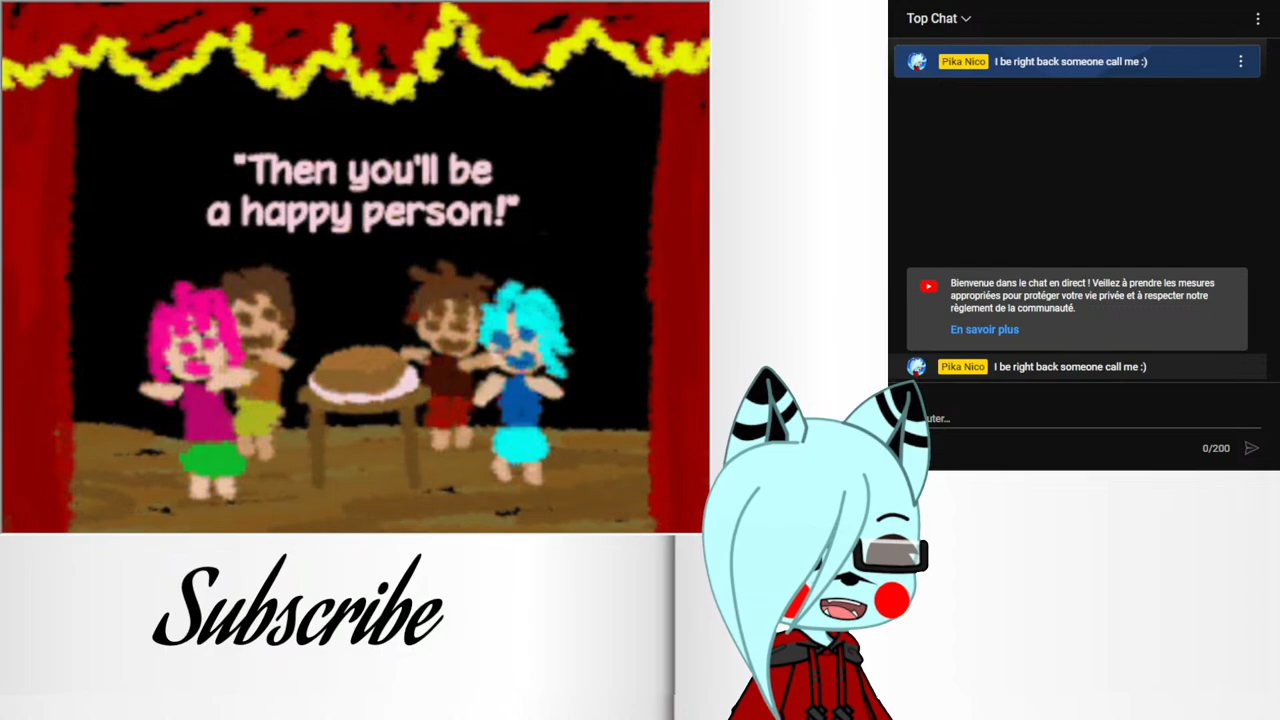 "Then you'll be
a happy person!"
Subscribe
Top Chat
Pika Nico I be right back someone call me :)
Bienvenue dans le chat en direct ! Veillez à prendre les mesures
appropriées pour protéger votre vie privée et à respecter notre
règlement de la communauté.
En savoir plus
Pika Nico I be right back someone call me :)
uter...
0/200